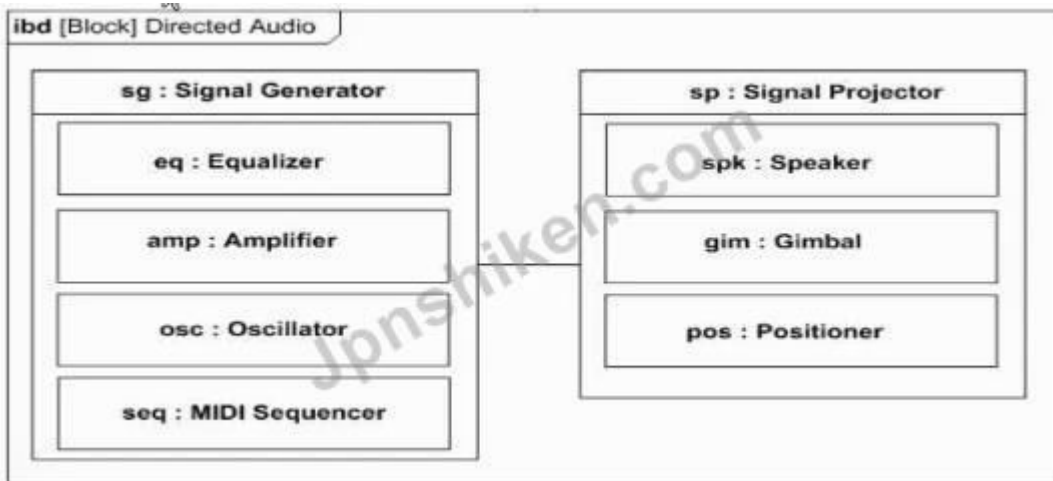 ibd [Block] Directed Audio
sg : Signal Generator
eq : Equalizer
amp : Amplifier
osc : Oscillator
seq : MIDI Sequencer
sp : Signal Projector
spk : Speaker
gim : Gimbal
pos : Positioner
Jpnshiken.com